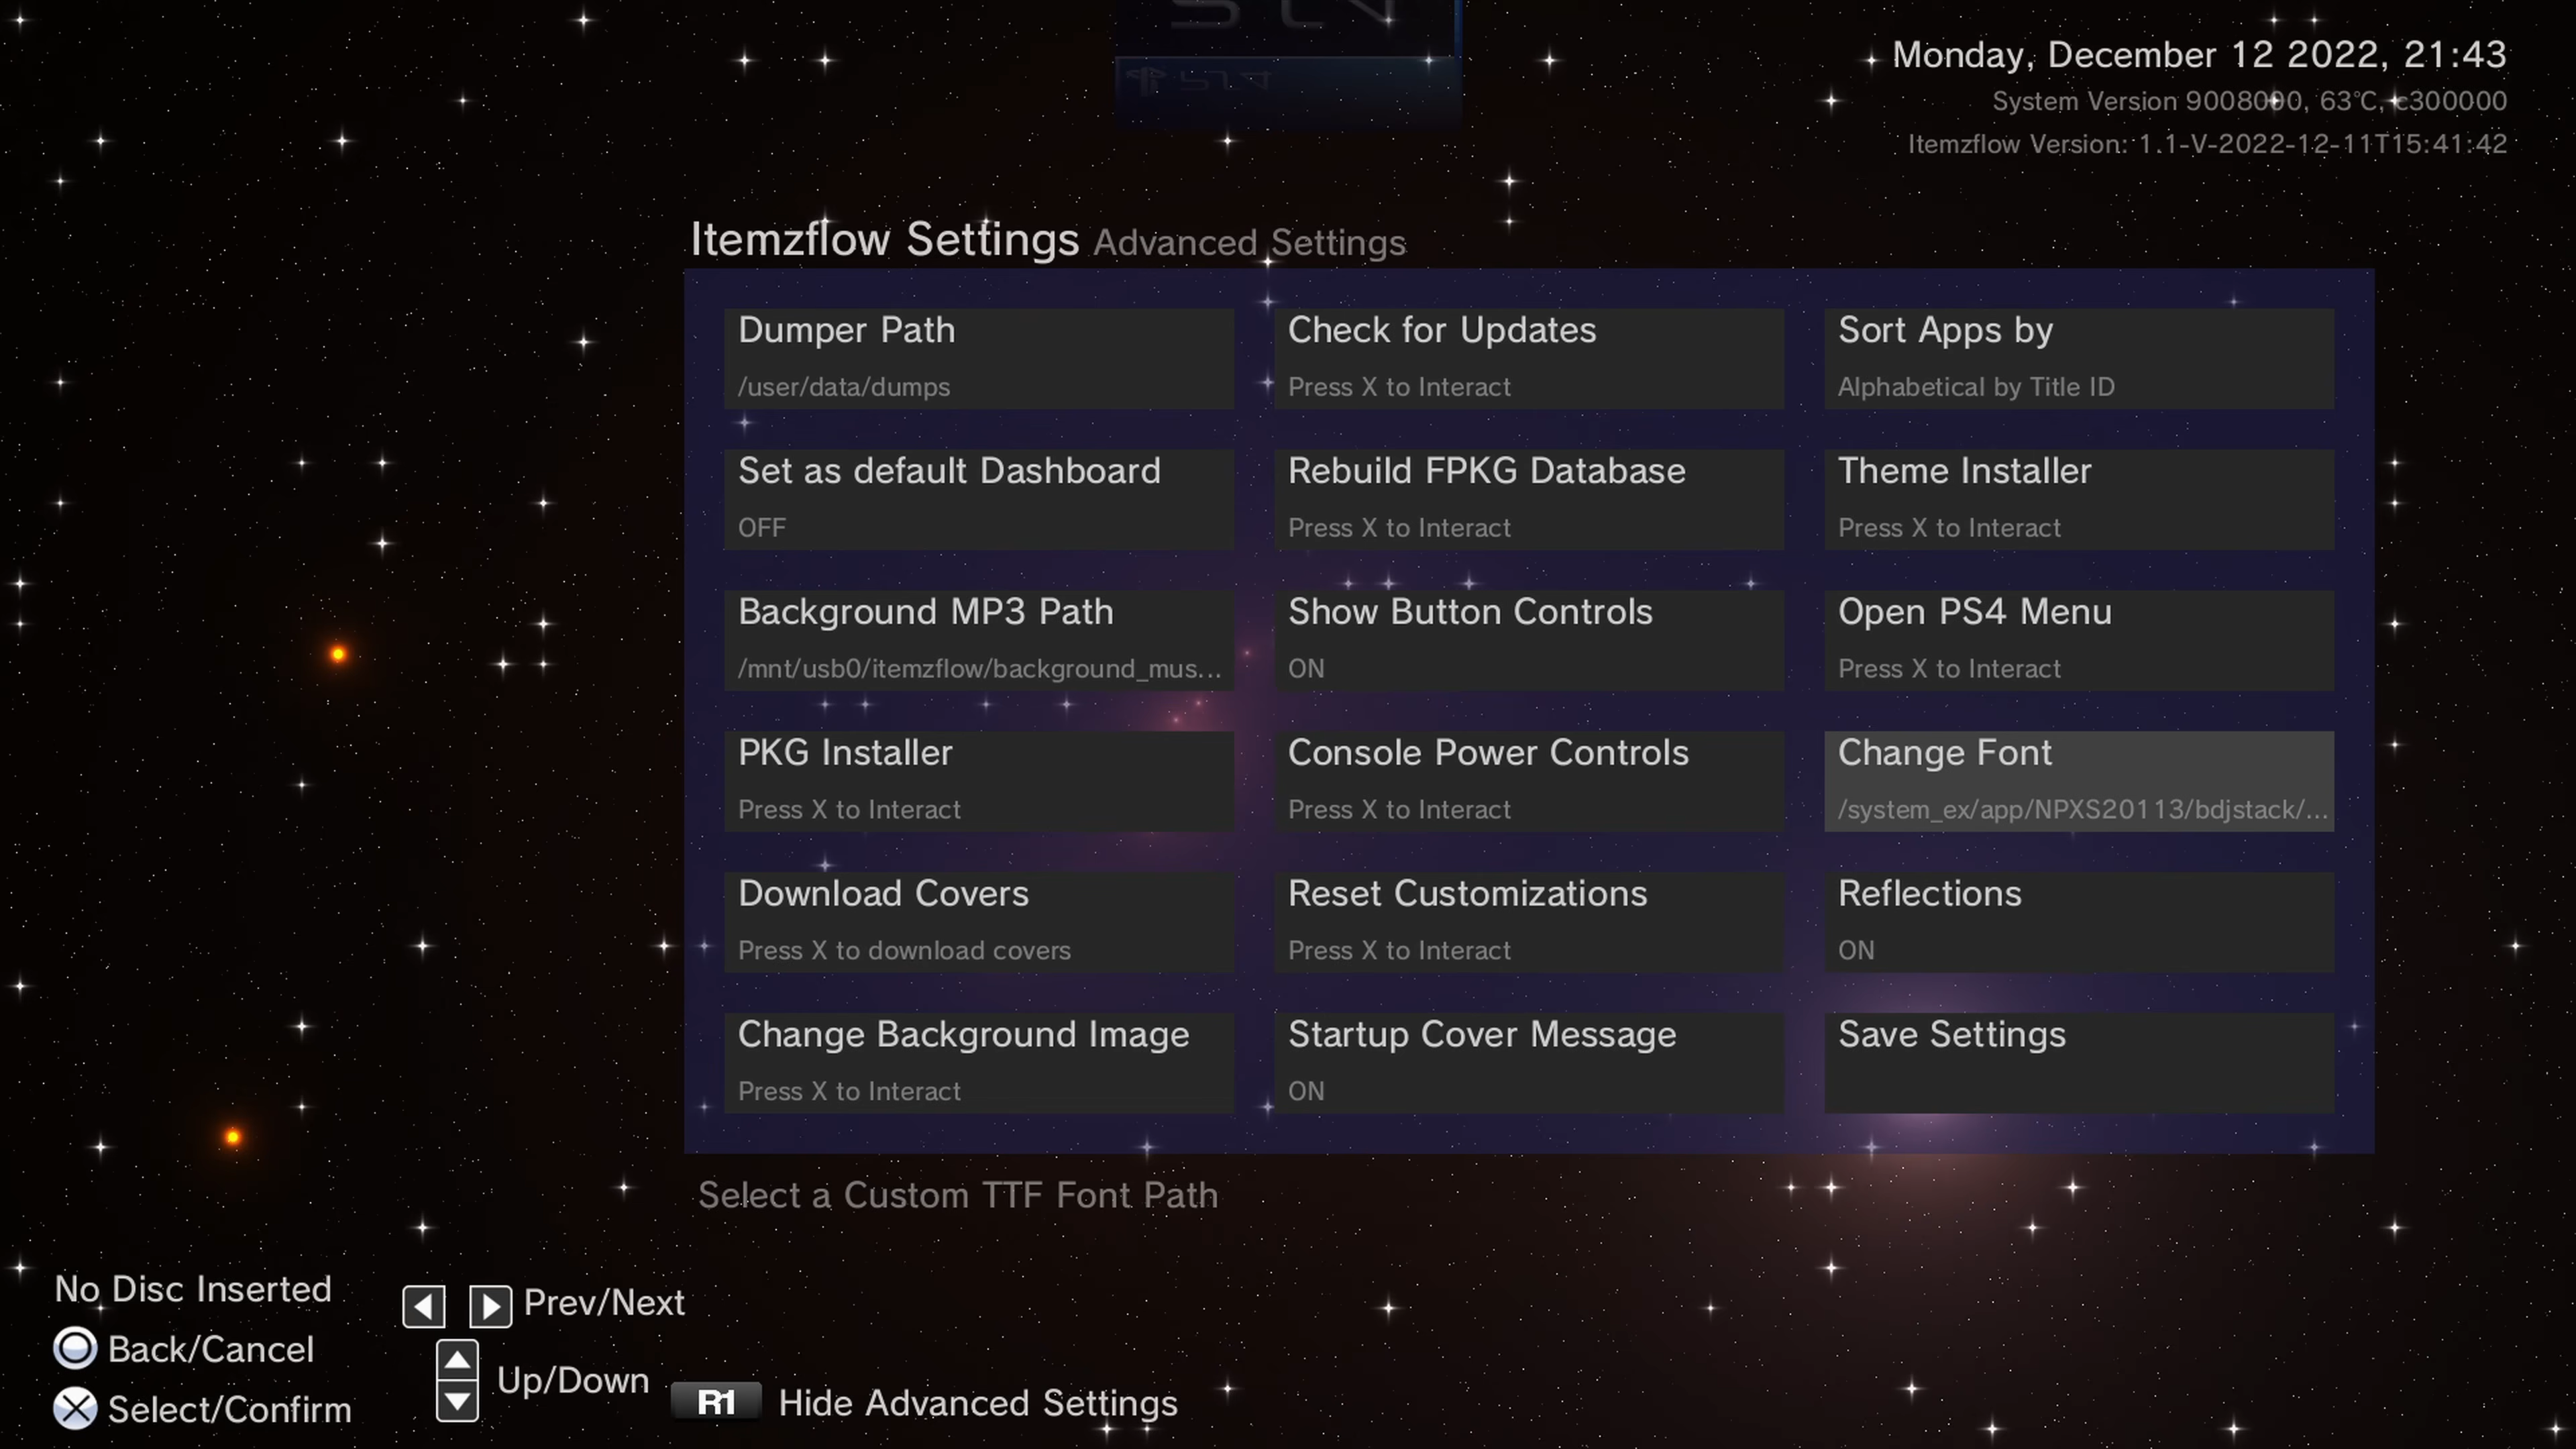 Monday, December 12 2022, 21:43
System Version 9008000, 63°C, c300000
Itemzflow Version: 1.1-V-2022-12-11T15:41:42
Itemzflow Settings Advanced Settings
Dumper Path
/user/data/dumps
Check for Updates
Press X to Interact
Sort Apps by
Alphabetical by Title ID
Set as default Dashboard
OFF
Rebuild FPKG Database
Press X to Interact
Theme Installer
Press X to Interact
Background MP3 Path
/mnt/usb0/itemzflow/background_mus...
Show Button Controls
ON
Open PS4 Menu
Press X to Interact
PKG Installer
Press X to Interact
Console Power Controls
Press X to Interact
Change Font
/system_ex/app/NPXS20113/bdjstack/...
Download Covers
Press X to download covers
Reset Customizations
Press X to Interact
Reflections
ON
Change Background Image
Press X to Interact
Startup Cover Message
ON
Save Settings
Select a Custom TTF Font Path
No Disc Inserted
Prev/Next
Back/Cancel
Up/Down
Select/Confirm
R1 Hide Advanced Settings